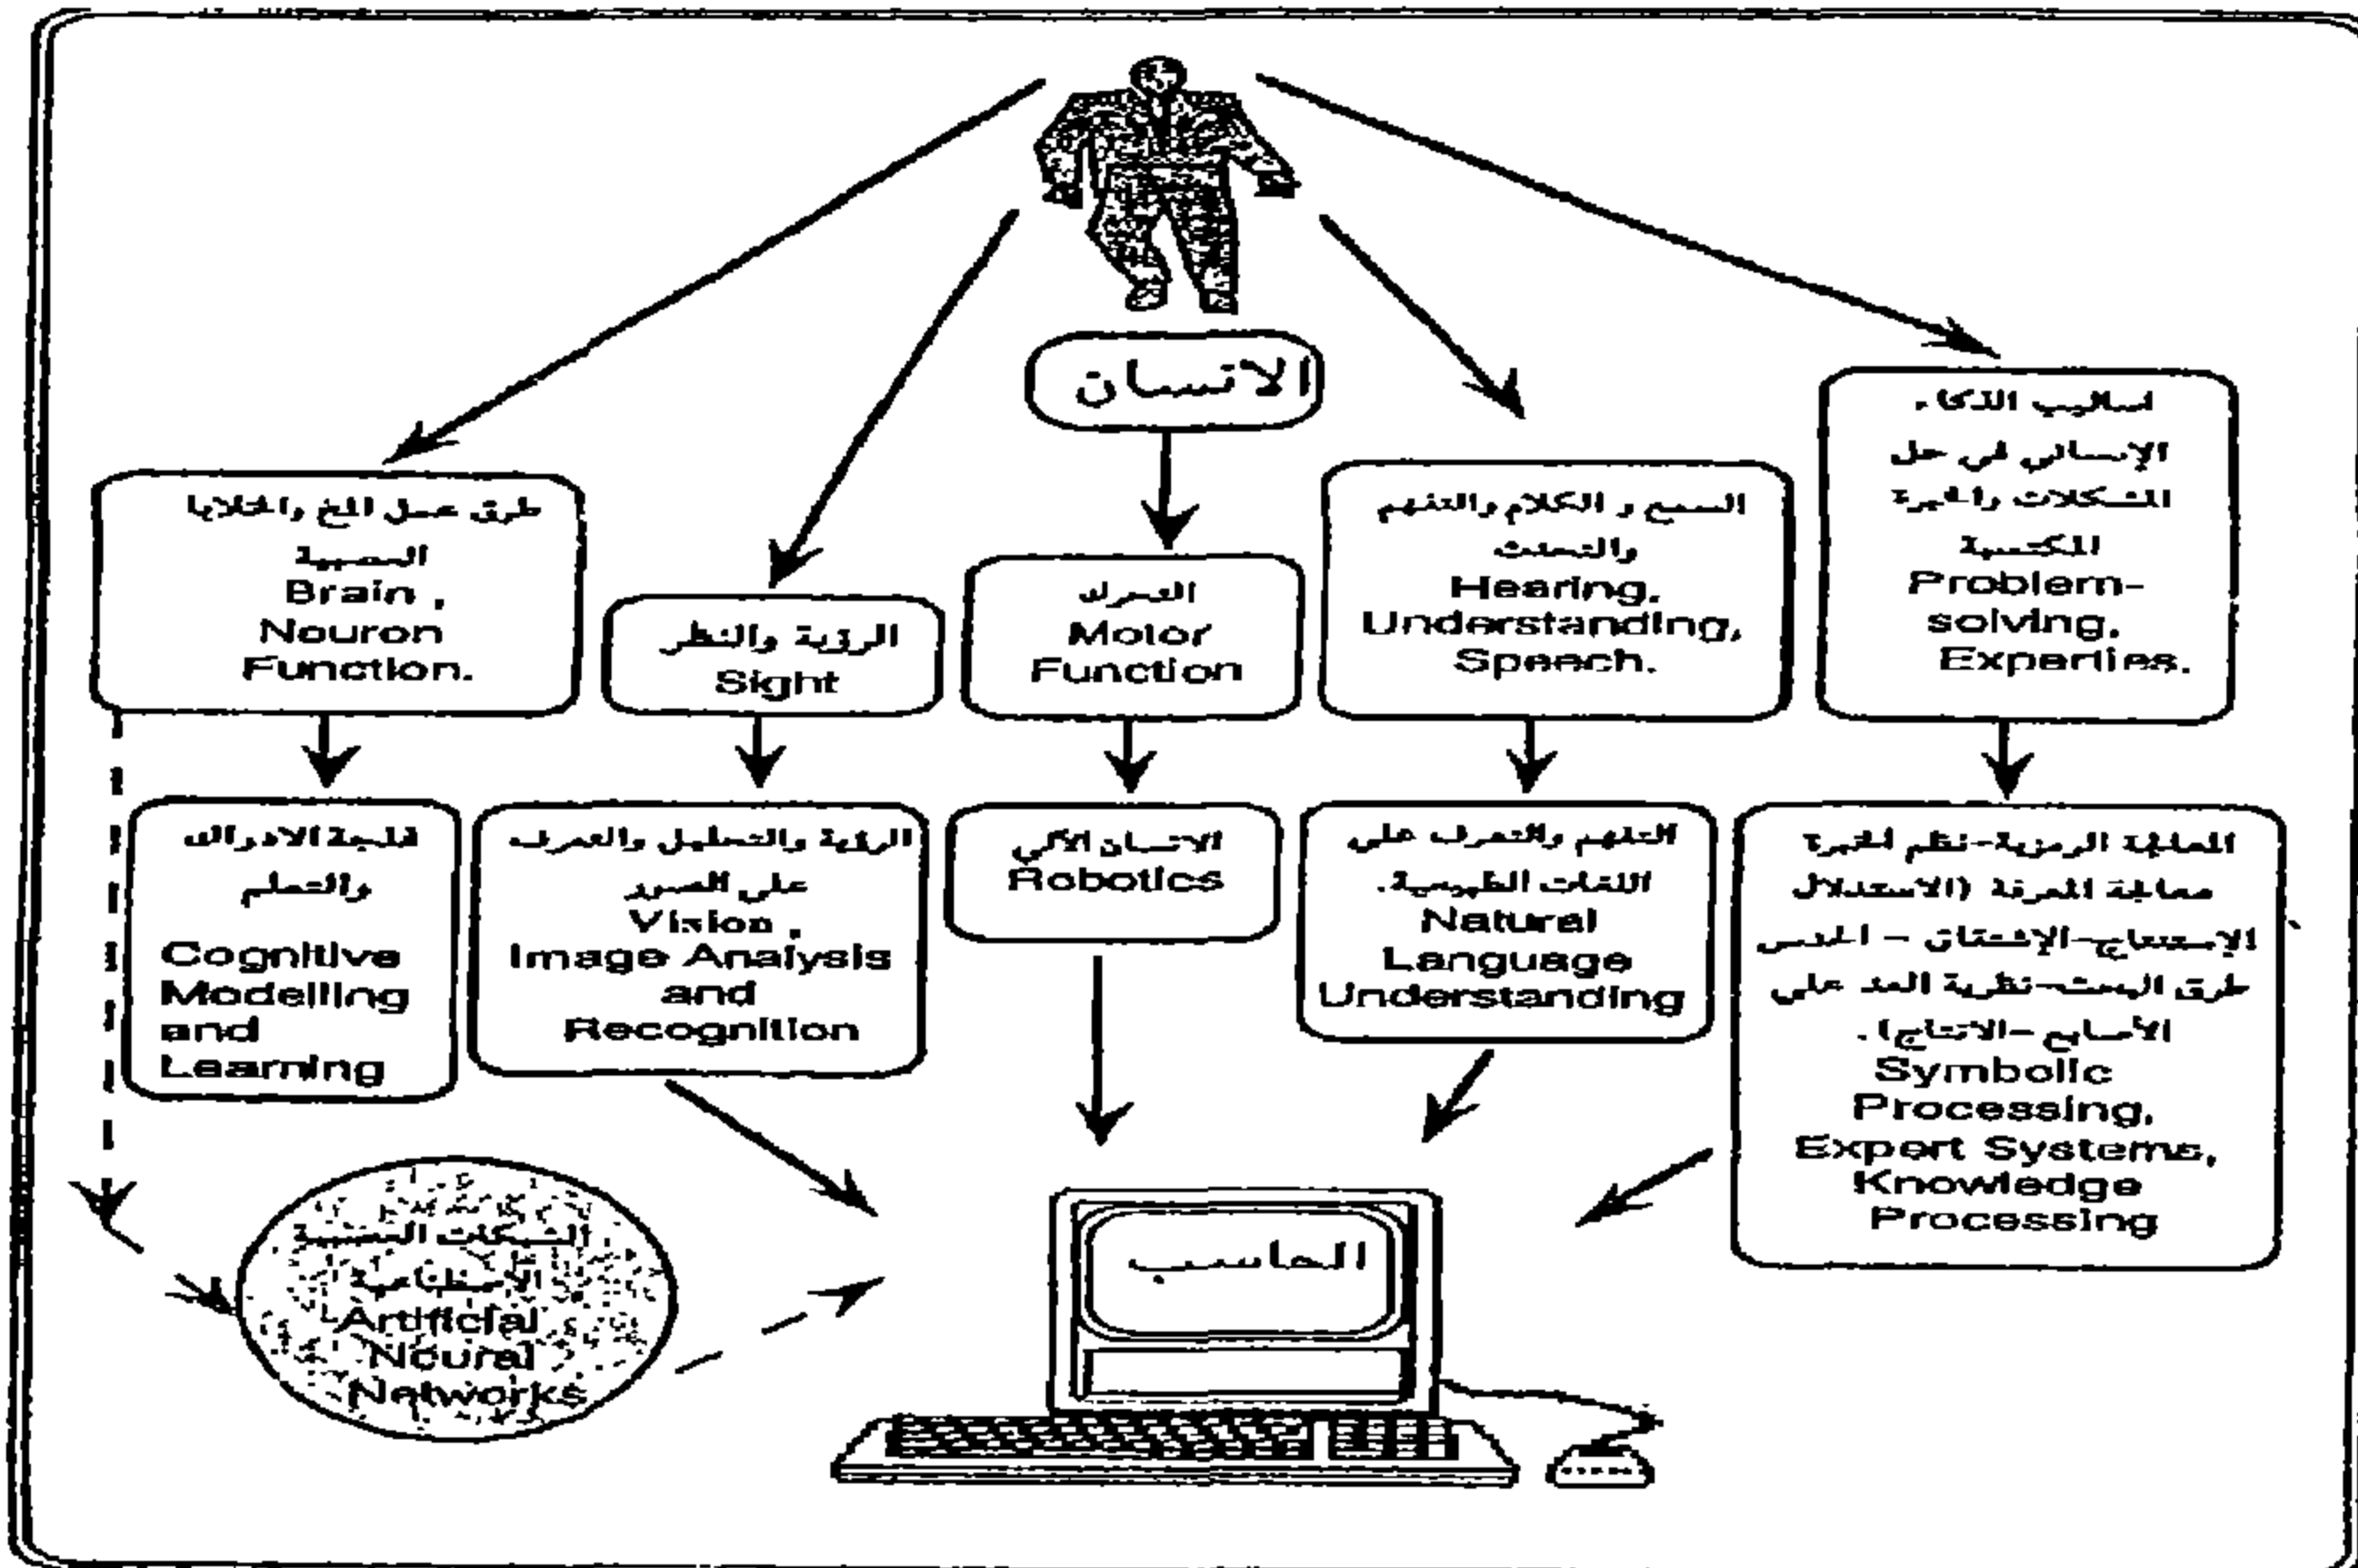 الانسان
طرق عمل المخ والخلايا
العصبية
Brain ,
Neuron
Function.
الرؤية والنظر
Sight
التحرك
Motor
Function
السمع و الكلام والتفهم
والتحدث
Hearing,
Understanding,
Speech.
اساليب الذكاء
الإنساني في حل
المشكلات والخبرة
المكتسبة
Problem-
solving,
Experties.
نمذجة الادراك
والتعلم
Cognitive
Modelling
and
Learning
الرؤية والتحليل والتعرف
على الصور
Vision ,
Image Analysis
and
Recognition
الانسان الآلي
Robotics
التفهم والتعرف على
اللغات الطبيعية.
Natural
Language
Understanding
المعالجة الرمزية-نظم الخبرة
معالجة المعرفة (الاستدلال
الإستنتاج-الإشتقاق - الحدس
طرق البحث-نظرية العد على
الأصابع -الانتاج).
Symbolic
Processing,
Expert Systems,
Knowledge
Processing
الشبكات العصبية
الاصطناعية
Artificial
Neural
Networks
الحاسب